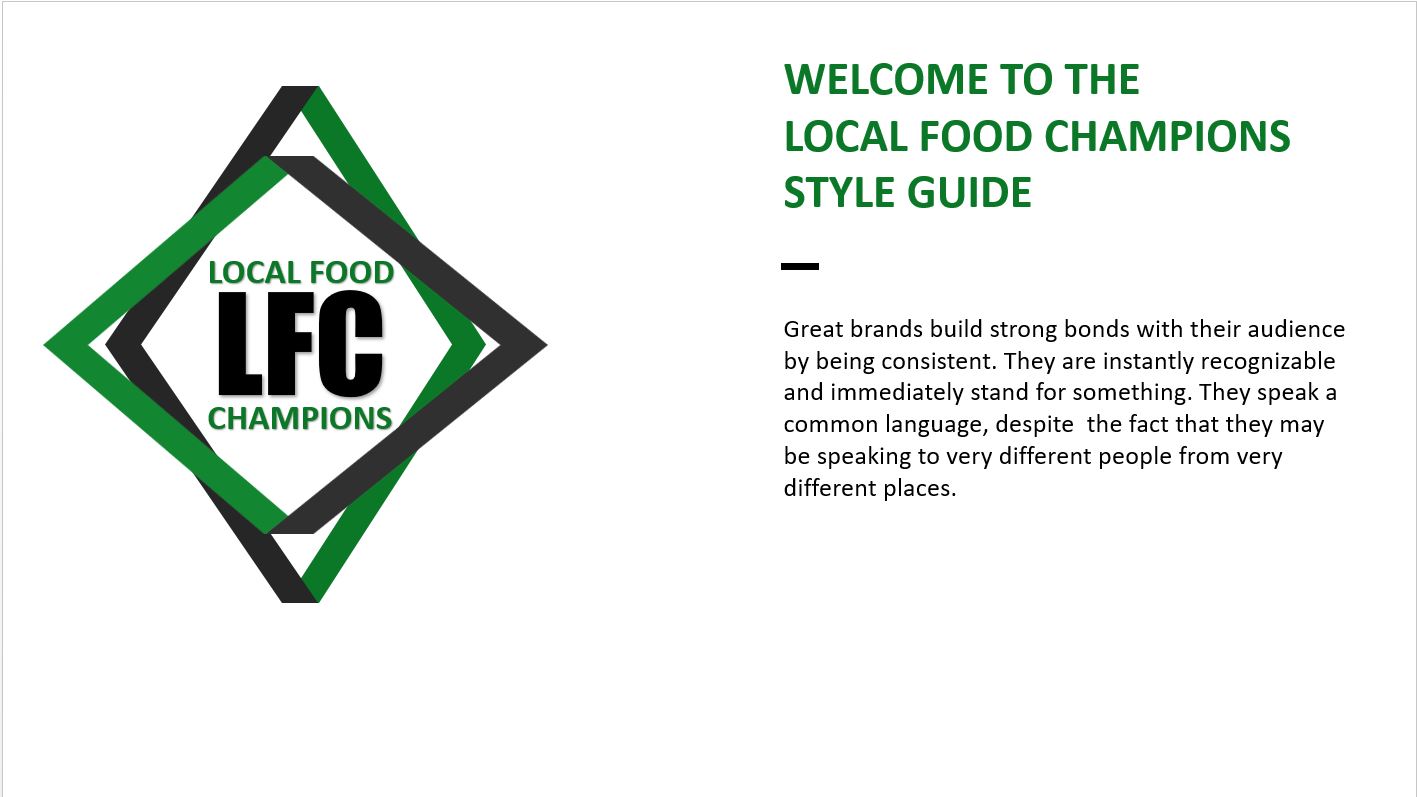 LOCAL FOOD
LFC
CHAMPIONS
WELCOME TO THE
LOCAL FOOD CHAMPIONS
STYLE GUIDE
Great brands build strong bonds with their audience
by being consistent. They are instantly recognizable
and immediately stand for something. They speak a
common language, despite  the fact that they may
be speaking to very different people from very
different places.